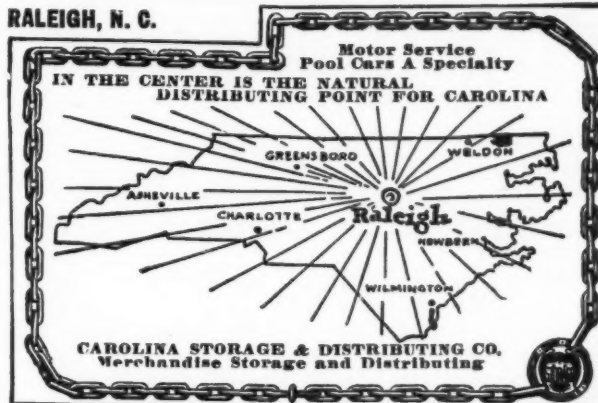 RALEIGH, N. C.
Motor Service
Pool Cars A Specialty
IN THE CENTER IS THE NATURAL
DISTRIBUTING POINT FOR CAROLINA
GREENSBORO
WELDON
ASHEVILLE
Raleigh
CHARLOTTE
NEWBERN
WILMINGTON
CAROLINA STORAGE & DISTRIBUTING CO.
Merchandise Storage and Distributing